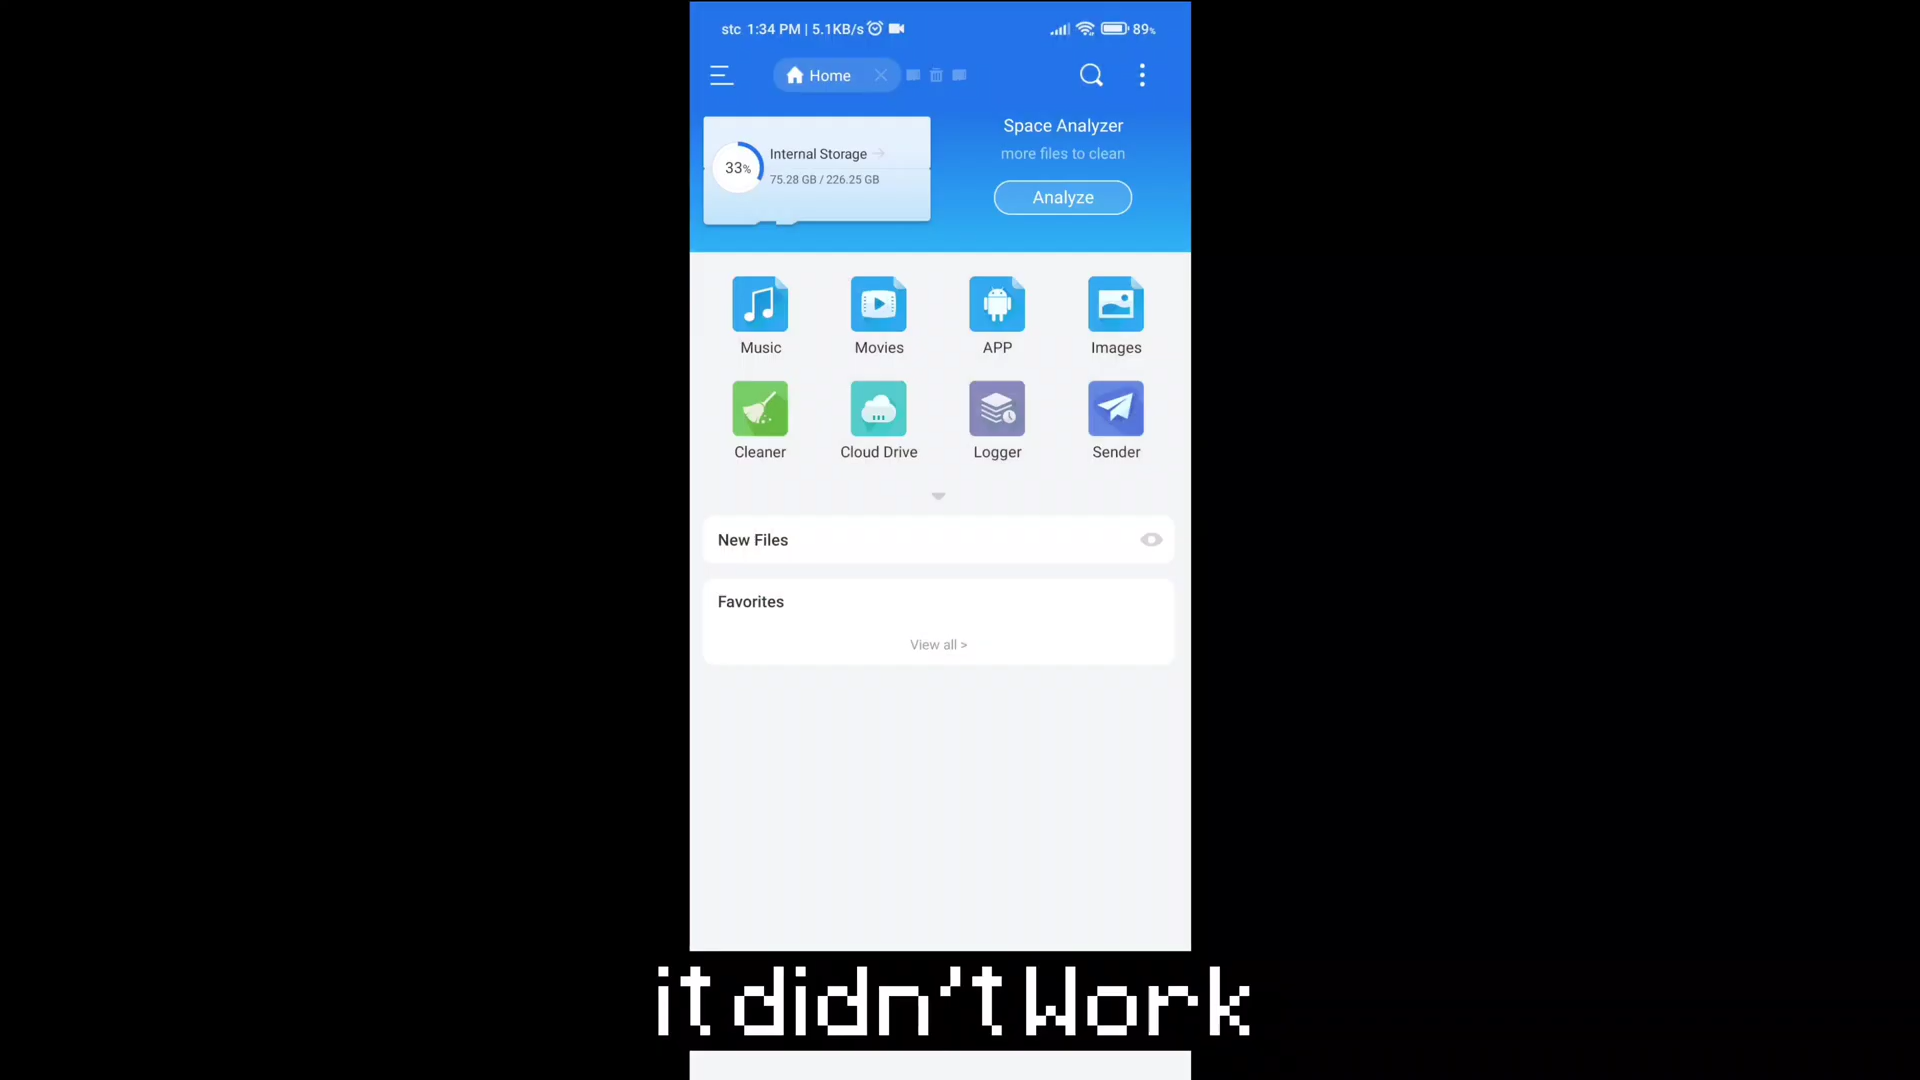 stc 1:34 PM | 5.1KB/s 89%
Home
Space Analyzer
more files to clean
Analyze
33%
Internal Storage
75.28 GB / 226.25 GB
Music Movies APP Images
Cleaner Cloud Drive Logger Sender
New Files
Favorites
View all >
it didn't Work